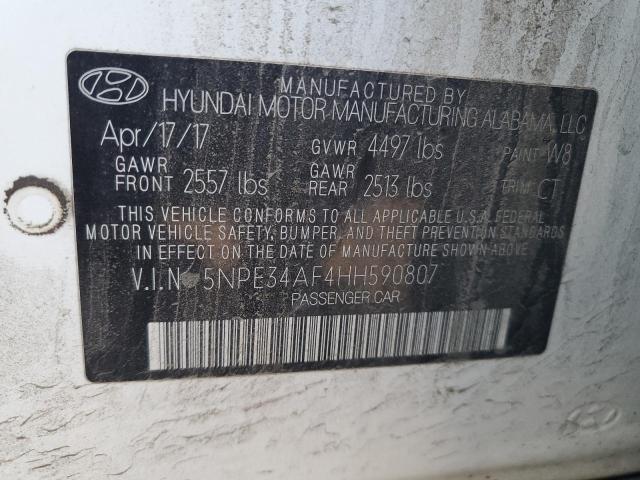 MANUFACTURED BY
HYUNDAI MOTOR MANUFACTURING ALABAMA, LLC
Apr/17/17 GVWR 4497 lbs PAINT W8
GAWR FRONT 2557 lbs GAWR REAR 2513 lbs TRIM CT
THIS VEHICLE CONFORMS TO ALL APPLICABLE U.S.A. FEDERAL
MOTOR VEHICLE SAFETY, BUMPER, AND THEFT PREVENTION STANDARDS
IN EFFECT ON THE DATE OF MANUFACTURE SHOWN ABOVE.
V.I.N. 5NPE34AF4HH590807
PASSENGER CAR